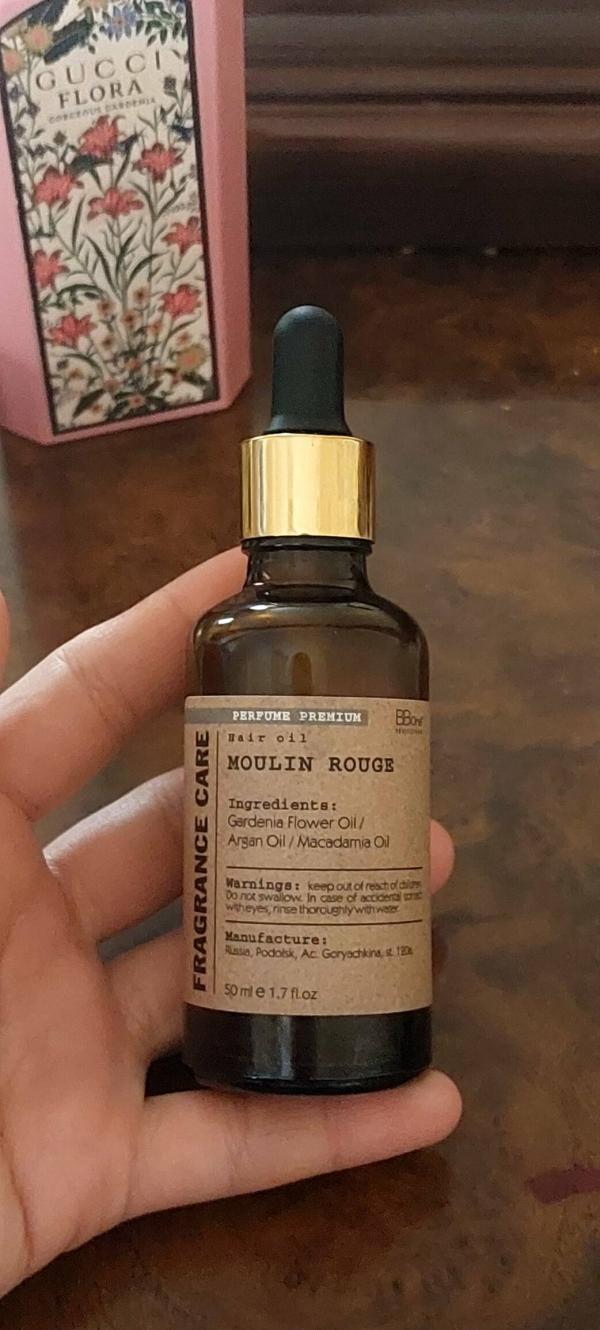 GUCCI
FLORA
GORGEOUS GARDENIA
PERFUME PREMIUM
BBone
FRAGRANCE CARE
Hair oil
MOULIN ROUGE
Ingredients:
Gardenia Flower Oil /
Argan Oil / Macadamia Oil
Warnings: keep out of reach of children.
Do not swallow. In case of accidental contact
with eyes, rinse thoroughly with water.
Manufacture:
Russia, Podolsk, Ac. Goryachkina, st. 120a.
50 ml e 1.7 fl.oz